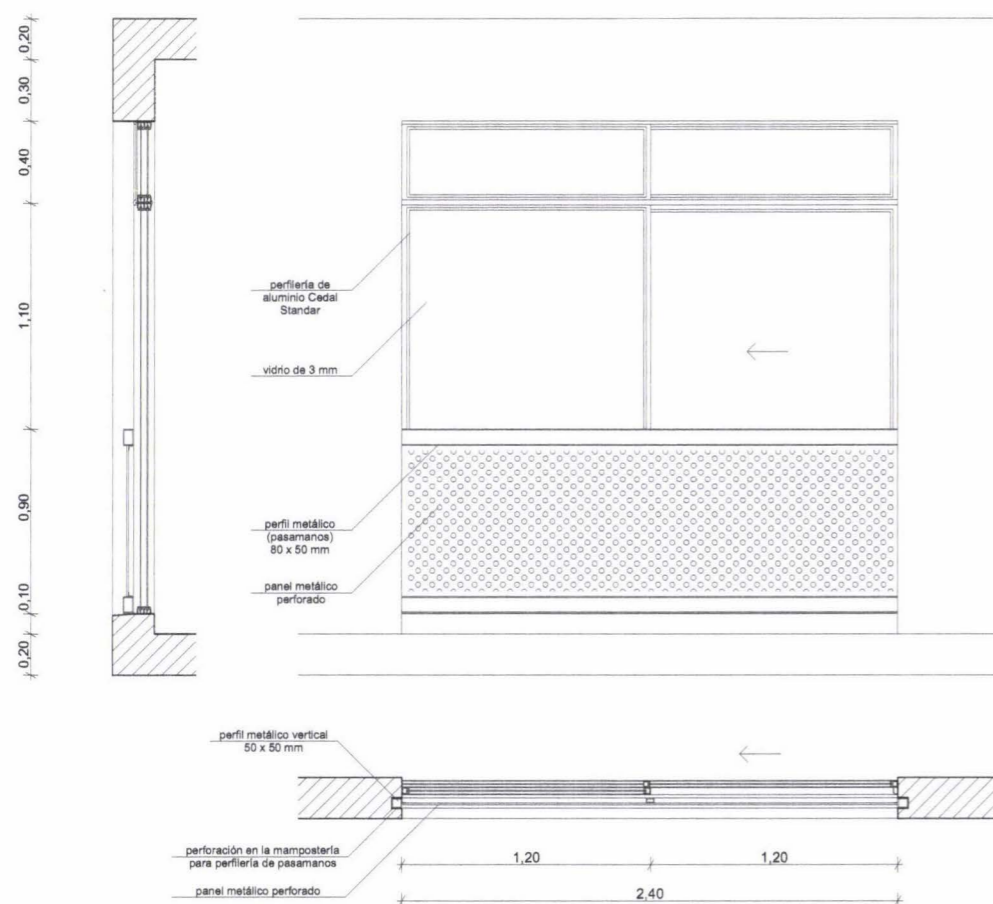 0,20
0,30
0,40
1,10
0,90
0,10
0,20
perfilería de
aluminio Cedal
Standar
vidrio de 3 mm
perfil metálico
(pasamanos)
80 x 50 mm
panel metálico
perforado
perfil metálico vertical
50 x 50 mm
perforación en la mampostería
para perfilería de pasamanos
panel metálico perforado
1,20
1,20
2,40